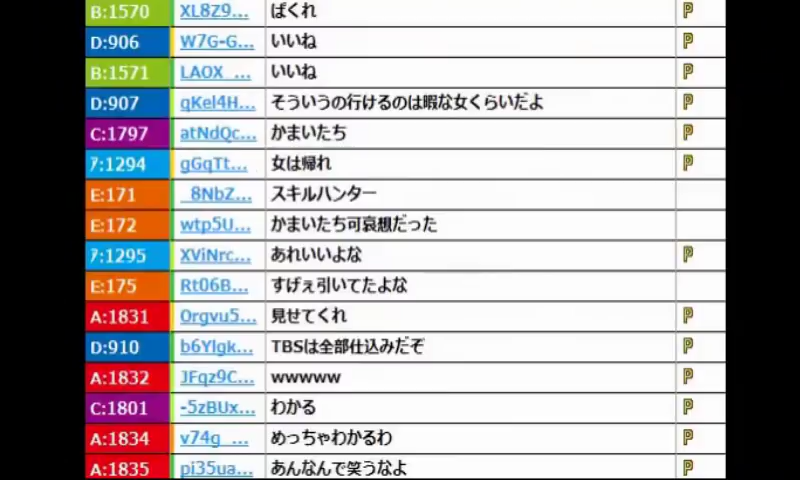 B:1570 XL8Z9... ぱくれ P
D:906 W7G-G... いいね P
B:1571 LAOX_... いいね P
D:907 qKel4H... そういうの行けるのは暇な女くらいだよ P
C:1797 atNdQc... かまいたち P
ｱ:1294 gGqTt... 女は帰れ P
E:171 _8NbZ... スキルハンター
E:172 wtp5U... かまいたち可哀想だった
ｱ:1295 XViNrc... あれいいよな P
E:175 Rt06B... すげぇ引いてたよな
A:1831 0rgvu5... 見せてくれ P
D:910 b6Ylgk... TBSは全部仕込みだぞ P
A:1832 JFqz9C... wwwww P
C:1801 -5zBUx... わかる P
A:1834 v74g_... めっちゃわかるわ P
A:1835 pi35ua... あんなんで笑うなよ P